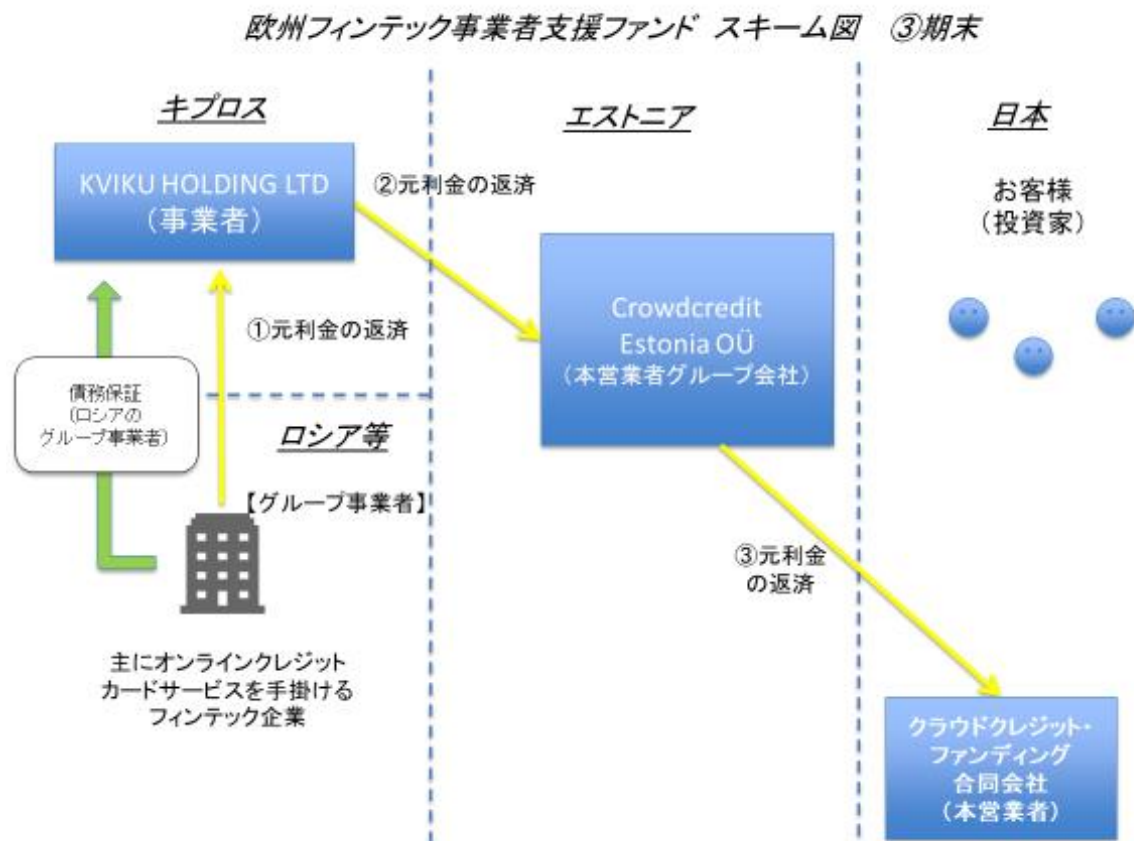 欧州フィンテック事業者支援ファンド スキーム図 ③期末
キプロス
KVIKU HOLDING LTD
(事業者)
①元利金の返済
債務保証
(ロシアの
グループ事業者)
ロシア等
【グループ事業者】
主にオンラインクレジット
カードサービスを手掛ける
フィンテック企業
②元利金の返済
エストニア
Crowdcredit
Estonia OÜ
(本営業者グループ会社)
③元利金
の返済
日本
お客様
(投資家)
クラウドクレジット・
ファンディング
合同会社
(本営業者)